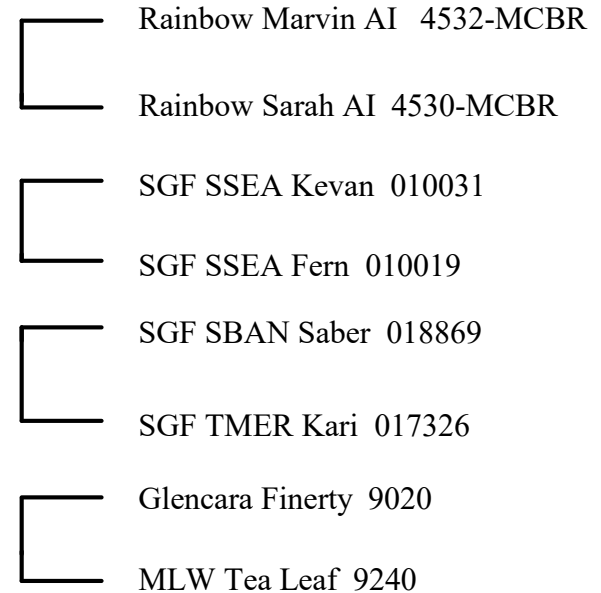 Rainbow Marvin AI 4532-MCBR
Rainbow Sarah AI 4530-MCBR
SGF SSEA Kevan 010031
SGF SSEA Fern 010019
SGF SBAN Saber 018869
SGF TMER Kari 017326
Glencara Finerty 9020
MLW Tea Leaf 9240